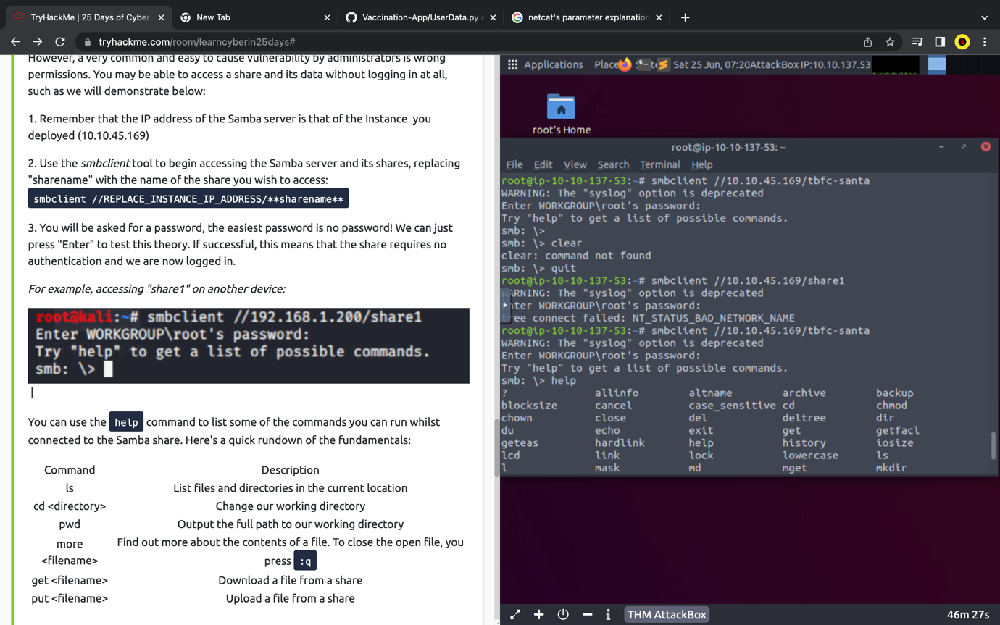 TryHackMe | 25 Days of Cyber
New Tab
Vaccination-App/UserData.py a
netcat's parameter explanation
tryhackme.com/room/learncyberin25days#
However, a very common and easy to cause vulnerability by administrators is wrong
permissions. You may be able to access a share and its data without logging in at all,
such as we will demonstrate below:
1. Remember that the IP address of the Samba server is that of the Instance you
deployed (10.10.45.169)
2. Use the smbclient tool to begin accessing the Samba server and its shares, replacing
"sharename" with the name of the share you wish to access:
smbclient //REPLACE_INSTANCE_IP_ADDRESS/**sharename**
3. You will be asked for a password, the easiest password is no password! We can just
press "Enter" to test this theory. If successful, this means that the share requires no
authentication and we are now logged in.
For example, accessing "share1" on another device:
root@kali:~# smbclient //192.168.1.200/share1
Enter WORKGROUP\root's password:
Try "help" to get a list of possible commands.
smb: \>
You can use the help command to list some of the commands you can run whilst
connected to the Samba share. Here's a quick rundown of the fundamentals:
Command Description
ls List files and directories in the current location
cd <directory> Change our working directory
pwd Output the full path to our working directory
more Find out more about the contents of a file. To close the open file, you
<filename> press :q
get <filename> Download a file from a share
put <filename> Upload a file from a share
Applications Place Sat 25 Jun, 07:20 AttackBox IP:10.10.137.53
root's Home
root@ip-10-10-137-53: ~
File Edit View Search Terminal Help
root@ip-10-10-137-53:~# smbclient //10.10.45.169/tbfc-santa
WARNING: The "syslog" option is deprecated
Enter WORKGROUP\root's password:
Try "help" to get a list of possible commands.
smb: \>
smb: \> clear
clear: command not found
smb: \> quit
root@ip-10-10-137-53:~# smbclient //10.10.45.169/share1
ARNING: The "syslog" option is deprecated
nter WORKGROUP\root's password:
ree connect failed: NT_STATUS_BAD_NETWORK_NAME
root@ip-10-10-137-53:~# smbclient //10.10.45.169/tbfc-santa
WARNING: The "syslog" option is deprecated
Enter WORKGROUP\root's password:
Try "help" to get a list of possible commands.
smb: \> help
? allinfo altname archive backup
blocksize cancel case_sensitive cd chmod
chown close del deltree dir
du echo exit get getfacl
geteas hardlink help history iosize
lcd link lock lowercase ls
l mask md mget mkdir
THM AttackBox
46m 27s